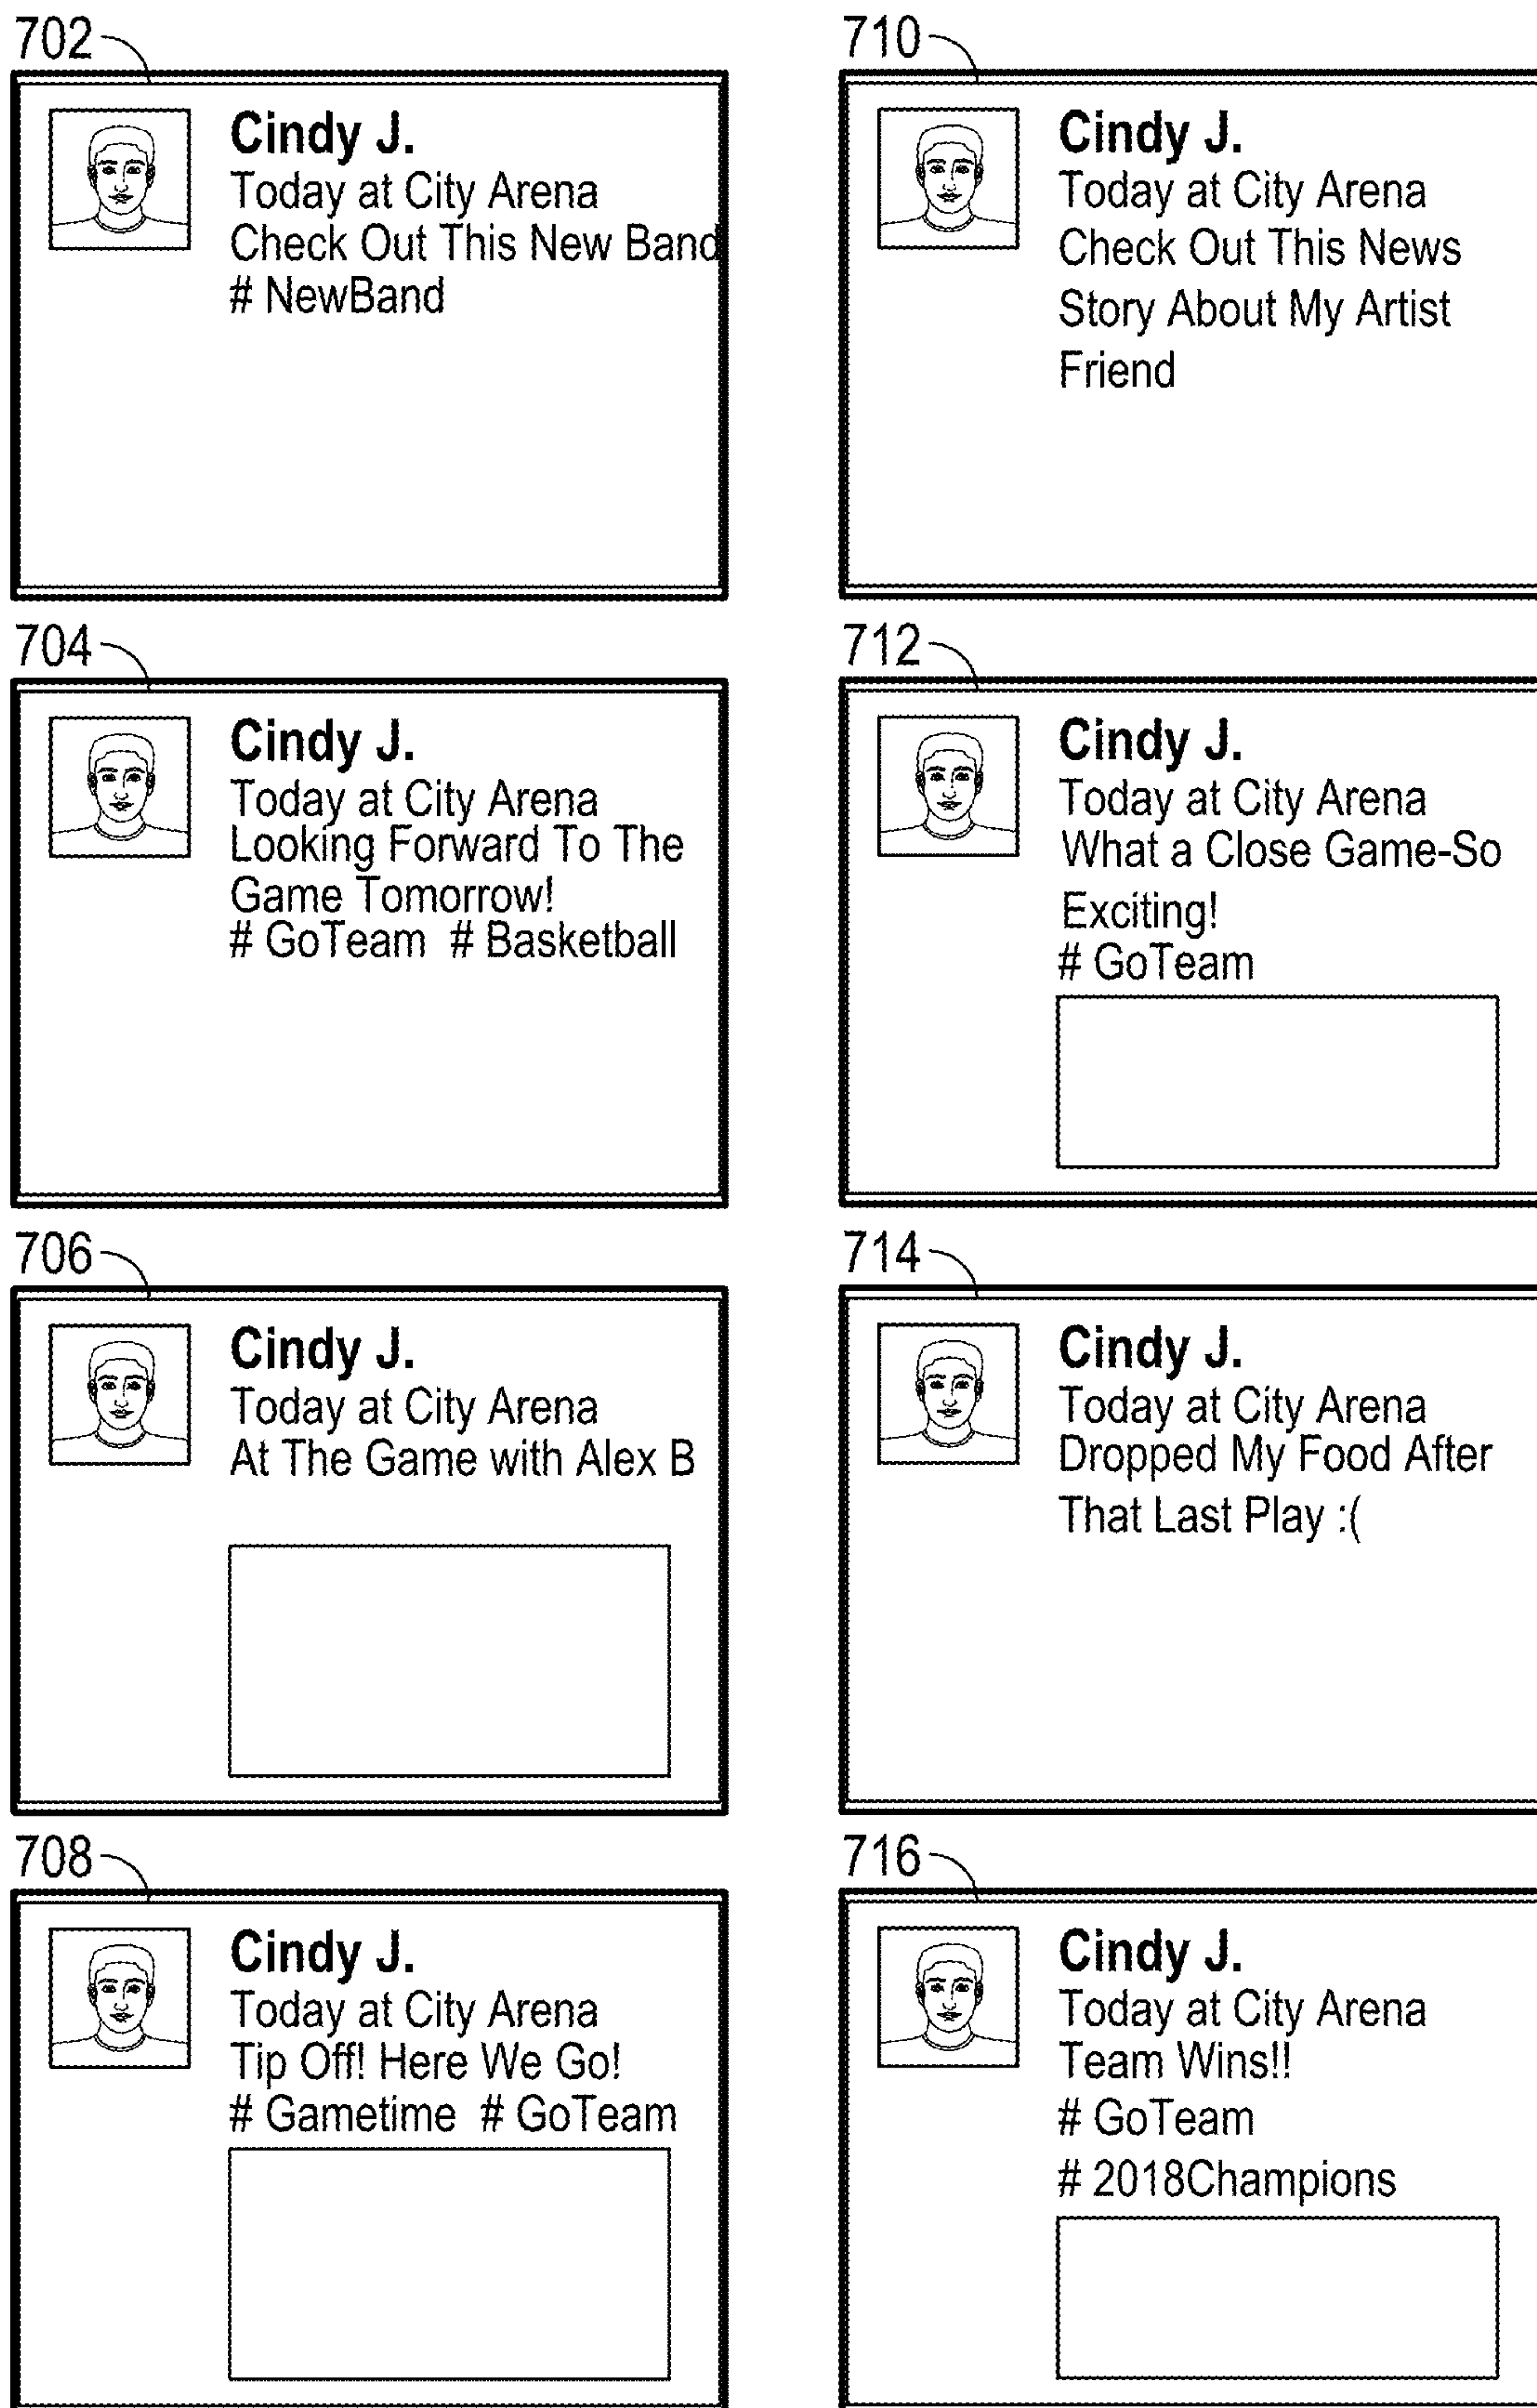 702
Cindy J.
Today at City Arena
Check Out This New Band
# NewBand
704
Cindy J.
Today at City Arena
Looking Forward To The
Game Tomorrow!
# GoTeam # Basketball
706
Cindy J.
Today at City Arena
At The Game with Alex B
708
Cindy J.
Today at City Arena
Tip Off! Here We Go!
# Gametime # GoTeam
710
Cindy J.
Today at City Arena
Check Out This News
Story About My Artist
Friend
712
Cindy J.
Today at City Arena
What a Close Game-So
Exciting!
# GoTeam
714
Cindy J.
Today at City Arena
Dropped My Food After
That Last Play :(
716
Cindy J.
Today at City Arena
Team Wins!!
# GoTeam
# 2018Champions